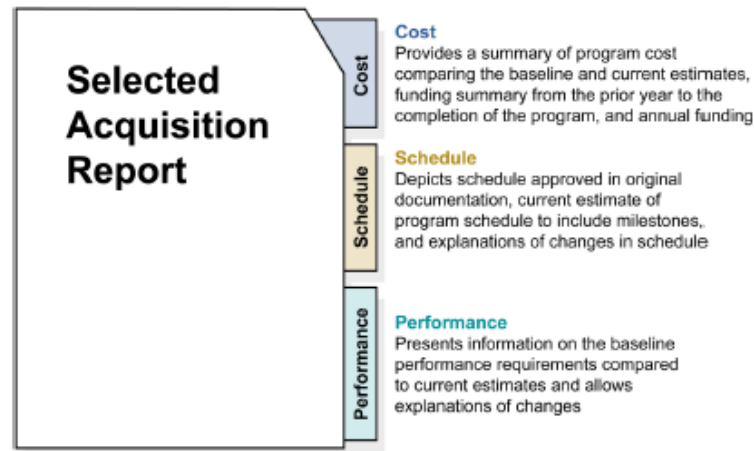 Selected
Acquisition
Report
Cost
Cost
Provides a summary of program cost
comparing the baseline and current estimates,
funding summary from the prior year to the
completion of the program, and annual funding
Schedule
Schedule
Depicts schedule approved in original
documentation, current estimate of
program schedule to include milestones,
and explanations of changes in schedule
Performance
Performance
Presents information on the baseline
performance requirements compared
to current estimates and allows
explanations of changes